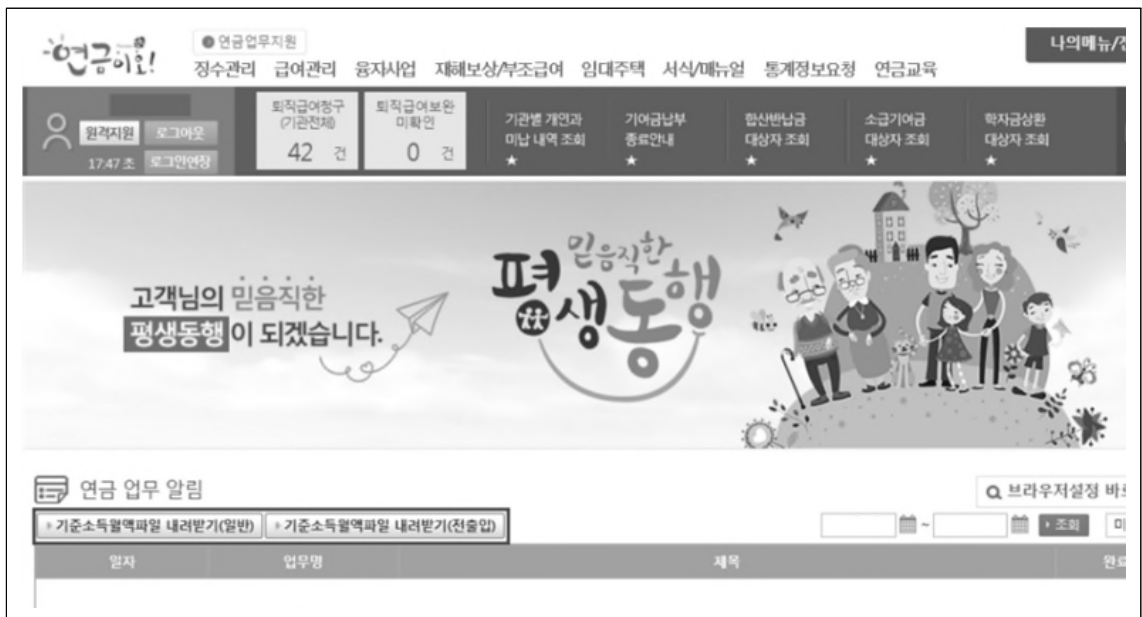 연금이요!
연금업무지원
나의메뉴/
징수관리 급여관리 융자사업 재해보상/부조급여 임대주택 서식/매뉴얼 통계정보요청 연금교육
원격지원 로그아웃
17:47 초 로그인연장
퇴직급여청구
(기관전체)
42 건
퇴직급여보완
미확인
0 건
기관별 개인과
미납 내역 조회
★
기여금납부
종료안내
★
합산반납금
대상자 조회
★
소급기여금
대상자 조회
★
학자금상환
대상자 조회
★
고객님의 믿음직한
평생동행이 되겠습니다.
믿음직한
평생동행
연금 업무 알림
브라우저설정
기준소득월액파일 내려받기(일반) 기준소득월액파일 내려받기(전출입)
~ 조회
일자 업무명 제목 완료